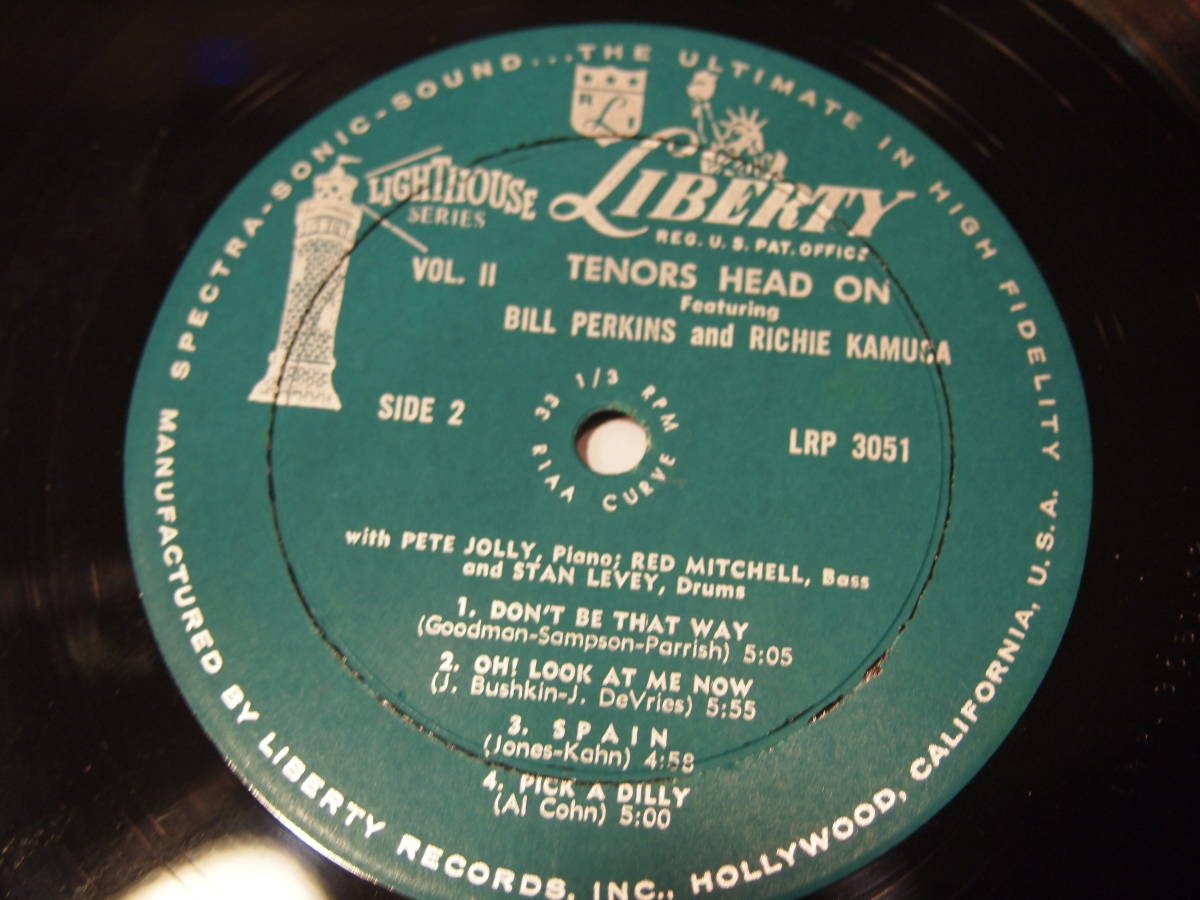 SPECTRA-SONIC-SOUND...THE ULTIMATE IN HIGH FIDELITY
R L I
LIGHTHOUSE
SERIES
LIBERTY
REG. U. S. PAT. OFFICE
VOL. II
TENORS HEAD ON
Featuring
BILL PERKINS and RICHIE KAMUCA
33 1/3 RPM
SIDE 2
LRP 3051
RIAA CURVE
with PETE JOLLY, Piano; RED MITCHELL, Bass
and STAN LEVEY, Drums
1. DON'T BE THAT WAY
(Goodman-Sampson-Parrish) 5:05
2. OH! LOOK AT ME NOW
(J. Bushkin-J. DeVries) 5:55
3. SPAIN
(Jones-Kahn) 4:58
4. PICK A DILLY
(Al Cohn) 5:00
MANUFACTURED BY LIBERTY RECORDS, INC., HOLLYWOOD, CALIFORNIA, U.S.A.